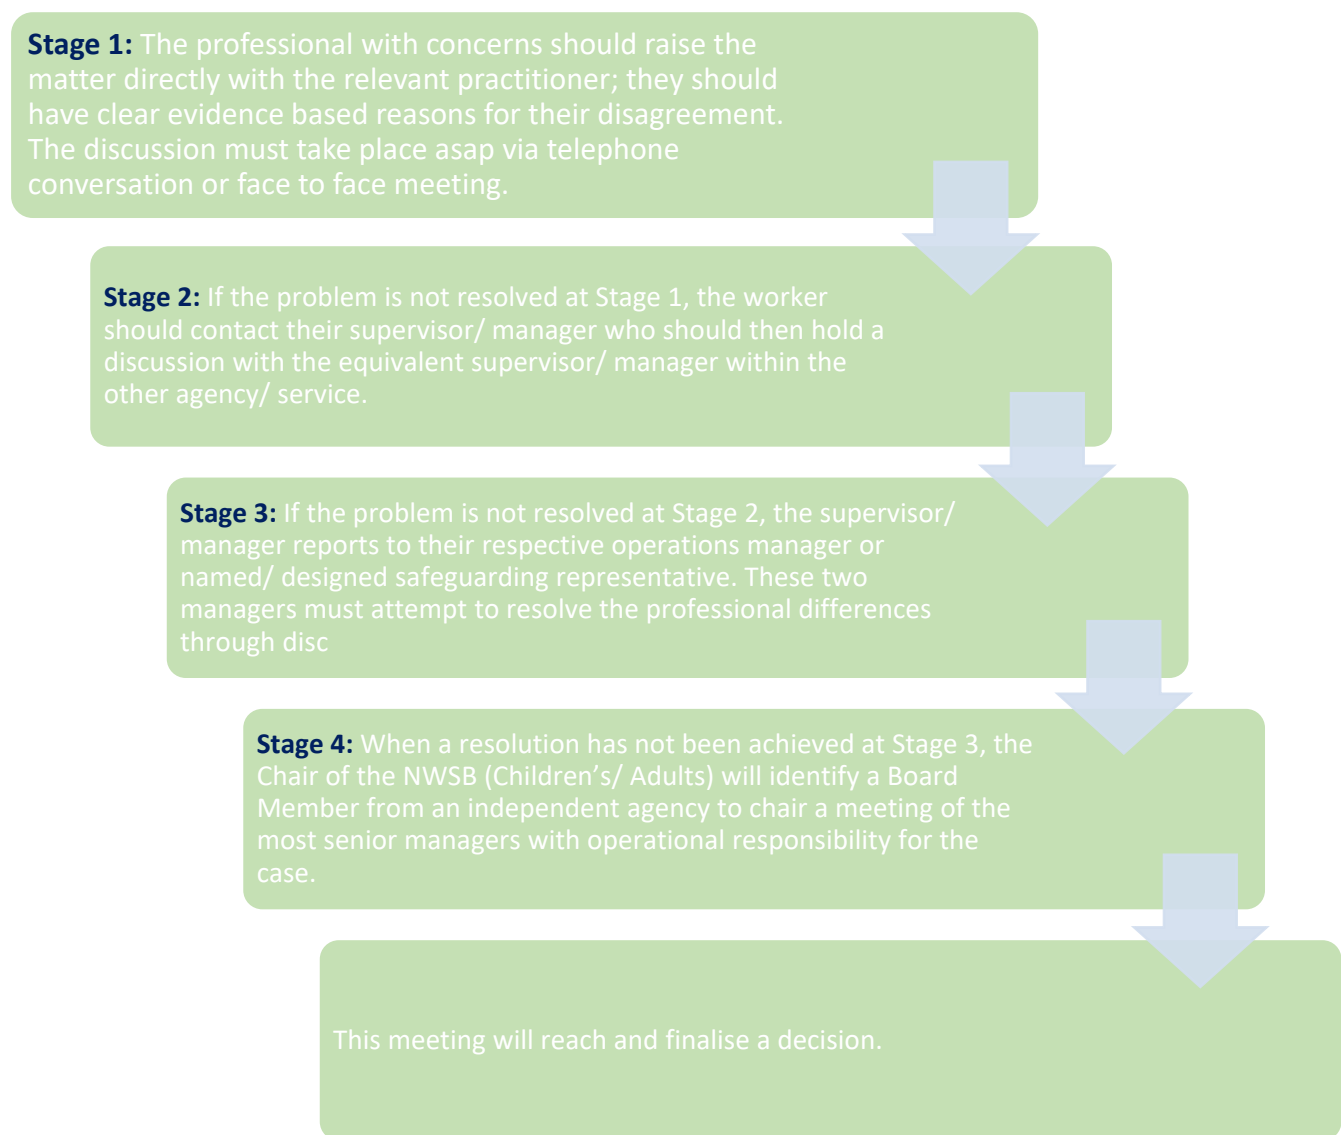 Stage 1: The professional with concerns should raise the
matter directly with the relevant practitioner; they should
have clear evidence based reasons for their disagreement.
The discussion must take place asap via telephone
conversation or face to face meeting.
Stage 2: If the problem is not resolved at Stage 1, the worker
should contact their supervisor/ manager who should then hold a
discussion with the equivalent supervisor/ manager within the
other agency/ service.
Stage 3: If the problem is not resolved at Stage 2, the supervisor/
manager reports to their respective operations manager or
named/ designed safeguarding representative. These two
managers must attempt to resolve the professional differences
through disc
Stage 4: When a resolution has not been achieved at Stage 3, the
Chair of the NWSB (Children’s/ Adults) will identify a Board
Member from an independent agency to chair a meeting of the
most senior managers with operational responsibility for the
case.
This meeting will reach and finalise a decision.